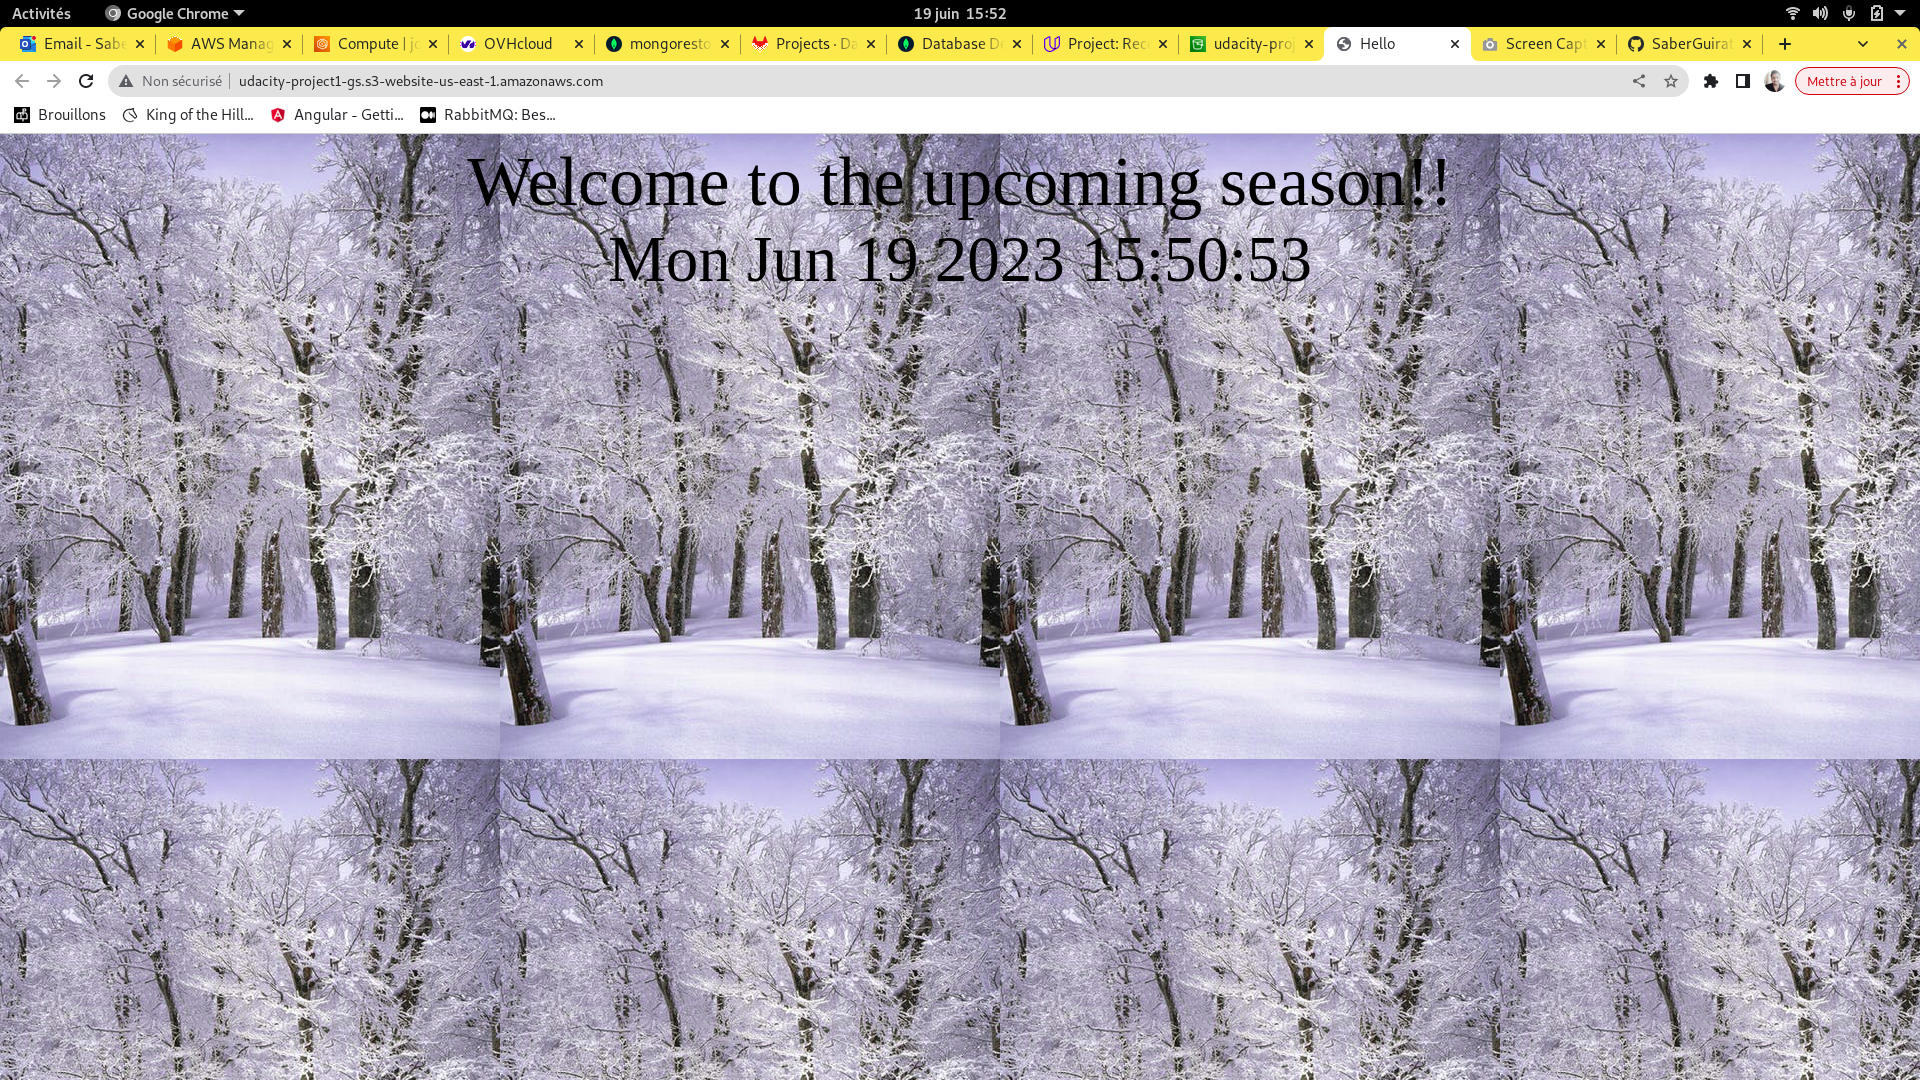 Activités Google Chrome 19 juin 15:52
Email - Sabe AWS Manag Compute | jc OVHcloud mongoresto Projects · Da Database De Project: Rec udacity-proj Hello Screen Capt SaberGuirat
Non sécurisé udacity-project1-gs.s3-website-us-east-1.amazonaws.com Mettre à jour
Brouillons King of the Hill... Angular - Getti... RabbitMQ: Bes...
Welcome to the upcoming season!!
Mon Jun 19 2023 15:50:53